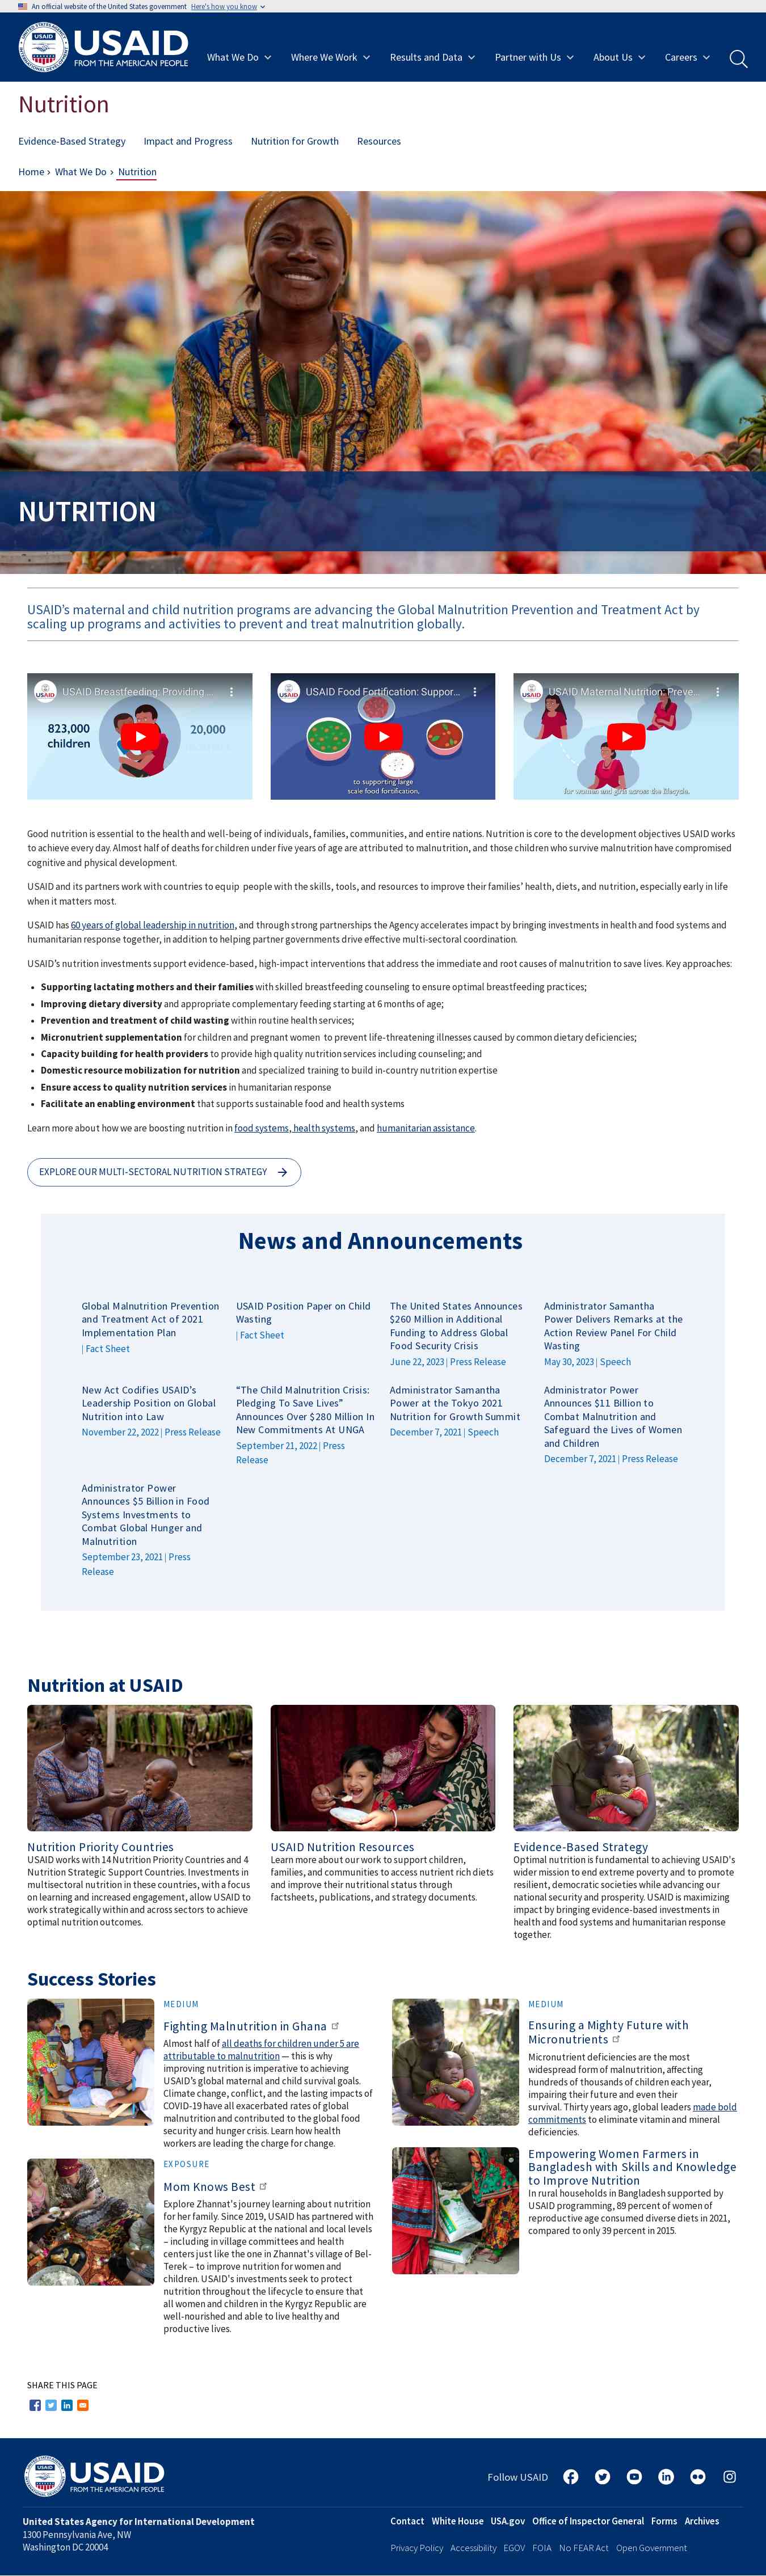 An official website of the United States government Here's how you know
USAID
FROM THE AMERICAN PEOPLE
What We Do
Where We Work
Results and Data
Partner with Us
About Us
Careers
Nutrition
Evidence-Based Strategy
Impact and Progress
Nutrition for Growth
Resources
Home › What We Do › Nutrition
NUTRITION
USAID's maternal and child nutrition programs are advancing the Global Malnutrition Prevention and Treatment Act by
scaling up programs and activities to prevent and treat malnutrition globally.
USAID Breastfeeding: Providing ...
823,000
children
20,000
USAID Food Fortification: Suppor...
to supporting large
scale food fortification,
USAID Maternal Nutrition: Preve...
for women and girls across the lifecycle.
Good nutrition is essential to the health and well-being of individuals, families, communities, and entire nations. Nutrition is core to the development objectives USAID works
to achieve every day. Almost half of deaths for children under five years of age are attributed to malnutrition, and those children who survive malnutrition have compromised
cognitive and physical development.
USAID and its partners work with countries to equip people with the skills, tools, and resources to improve their families' health, diets, and nutrition, especially early in life
when it matters most.
USAID has 60 years of global leadership in nutrition, and through strong partnerships the Agency accelerates impact by bringing investments in health and food systems and
humanitarian response together, in addition to helping partner governments drive effective multi-sectoral coordination.
USAID's nutrition investments support evidence-based, high-impact interventions that address the immediate and root causes of malnutrition to save lives. Key approaches:
• Supporting lactating mothers and their families with skilled breastfeeding counseling to ensure optimal breastfeeding practices;
• Improving dietary diversity and appropriate complementary feeding starting at 6 months of age;
• Prevention and treatment of child wasting within routine health services;
• Micronutrient supplementation for children and pregnant women to prevent life-threatening illnesses caused by common dietary deficiencies;
• Capacity building for health providers to provide high quality nutrition services including counseling; and
• Domestic resource mobilization for nutrition and specialized training to build in-country nutrition expertise
• Ensure access to quality nutrition services in humanitarian response
• Facilitate an enabling environment that supports sustainable food and health systems
Learn more about how we are boosting nutrition in food systems, health systems, and humanitarian assistance.
EXPLORE OUR MULTI-SECTORAL NUTRITION STRATEGY
News and Announcements
Global Malnutrition Prevention
and Treatment Act of 2021
Implementation Plan
| Fact Sheet
USAID Position Paper on Child
Wasting
| Fact Sheet
The United States Announces
$260 Million in Additional
Funding to Address Global
Food Security Crisis
June 22, 2023 | Press Release
Administrator Samantha
Power Delivers Remarks at the
Action Review Panel For Child
Wasting
May 30, 2023 | Speech
New Act Codifies USAID's
Leadership Position on Global
Nutrition into Law
November 22, 2022 | Press Release
“The Child Malnutrition Crisis:
Pledging To Save Lives”
Announces Over $280 Million In
New Commitments At UNGA
September 21, 2022 | Press
Release
Administrator Samantha
Power at the Tokyo 2021
Nutrition for Growth Summit
December 7, 2021 | Speech
Administrator Power
Announces $11 Billion to
Combat Malnutrition and
Safeguard the Lives of Women
and Children
December 7, 2021 | Press Release
Administrator Power
Announces $5 Billion in Food
Systems Investments to
Combat Global Hunger and
Malnutrition
September 23, 2021 | Press
Release
Nutrition at USAID
Nutrition Priority Countries
USAID works with 14 Nutrition Priority Countries and 4
Nutrition Strategic Support Countries. Investments in
multisectoral nutrition in these countries, with a focus
on learning and increased engagement, allow USAID to
work strategically within and across sectors to achieve
optimal nutrition outcomes.
USAID Nutrition Resources
Learn more about our work to support children,
families, and communities to access nutrient rich diets
and improve their nutritional status through
factsheets, publications, and strategy documents.
Evidence-Based Strategy
Optimal nutrition is fundamental to achieving USAID's
wider mission to end extreme poverty and to promote
resilient, democratic societies while advancing our
national security and prosperity. USAID is maximizing
impact by bringing evidence-based investments in
health and food systems and humanitarian response
together.
Success Stories
MEDIUM
Fighting Malnutrition in Ghana
Almost half of all deaths for children under 5 are
attributable to malnutrition — this is why
improving nutrition is imperative to achieving
USAID's global maternal and child survival goals.
Climate change, conflict, and the lasting impacts of
COVID-19 have all exacerbated rates of global
malnutrition and contributed to the global food
security and hunger crisis. Learn how health
workers are leading the charge for change.
MEDIUM
Ensuring a Mighty Future with
Micronutrients
Micronutrient deficiencies are the most
widespread form of malnutrition, affecting
hundreds of thousands of children each year,
impairing their future and even their
survival. Thirty years ago, global leaders made bold
commitments to eliminate vitamin and mineral
deficiencies.
EXPOSURE
Mom Knows Best
Explore Zhannat's journey learning about nutrition
for her family. Since 2019, USAID has partnered with
the Kyrgyz Republic at the national and local levels
– including in village committees and health
centers just like the one in Zhannat's village of Bel-
Terek – to improve nutrition for women and
children. USAID's investments seek to protect
nutrition throughout the lifecycle to ensure that
all women and children in the Kyrgyz Republic are
well-nourished and able to live healthy and
productive lives.
Empowering Women Farmers in
Bangladesh with Skills and Knowledge
to Improve Nutrition
In rural households in Bangladesh supported by
USAID programming, 89 percent of women of
reproductive age consumed diverse diets in 2021,
compared to only 39 percent in 2015.
SHARE THIS PAGE
USAID
FROM THE AMERICAN PEOPLE
Follow USAID
United States Agency for International Development
1300 Pennsylvania Ave, NW
Washington DC 20004
Contact White House USA.gov Office of Inspector General Forms Archives
Privacy Policy Accessibility EGOV FOIA No FEAR Act Open Government